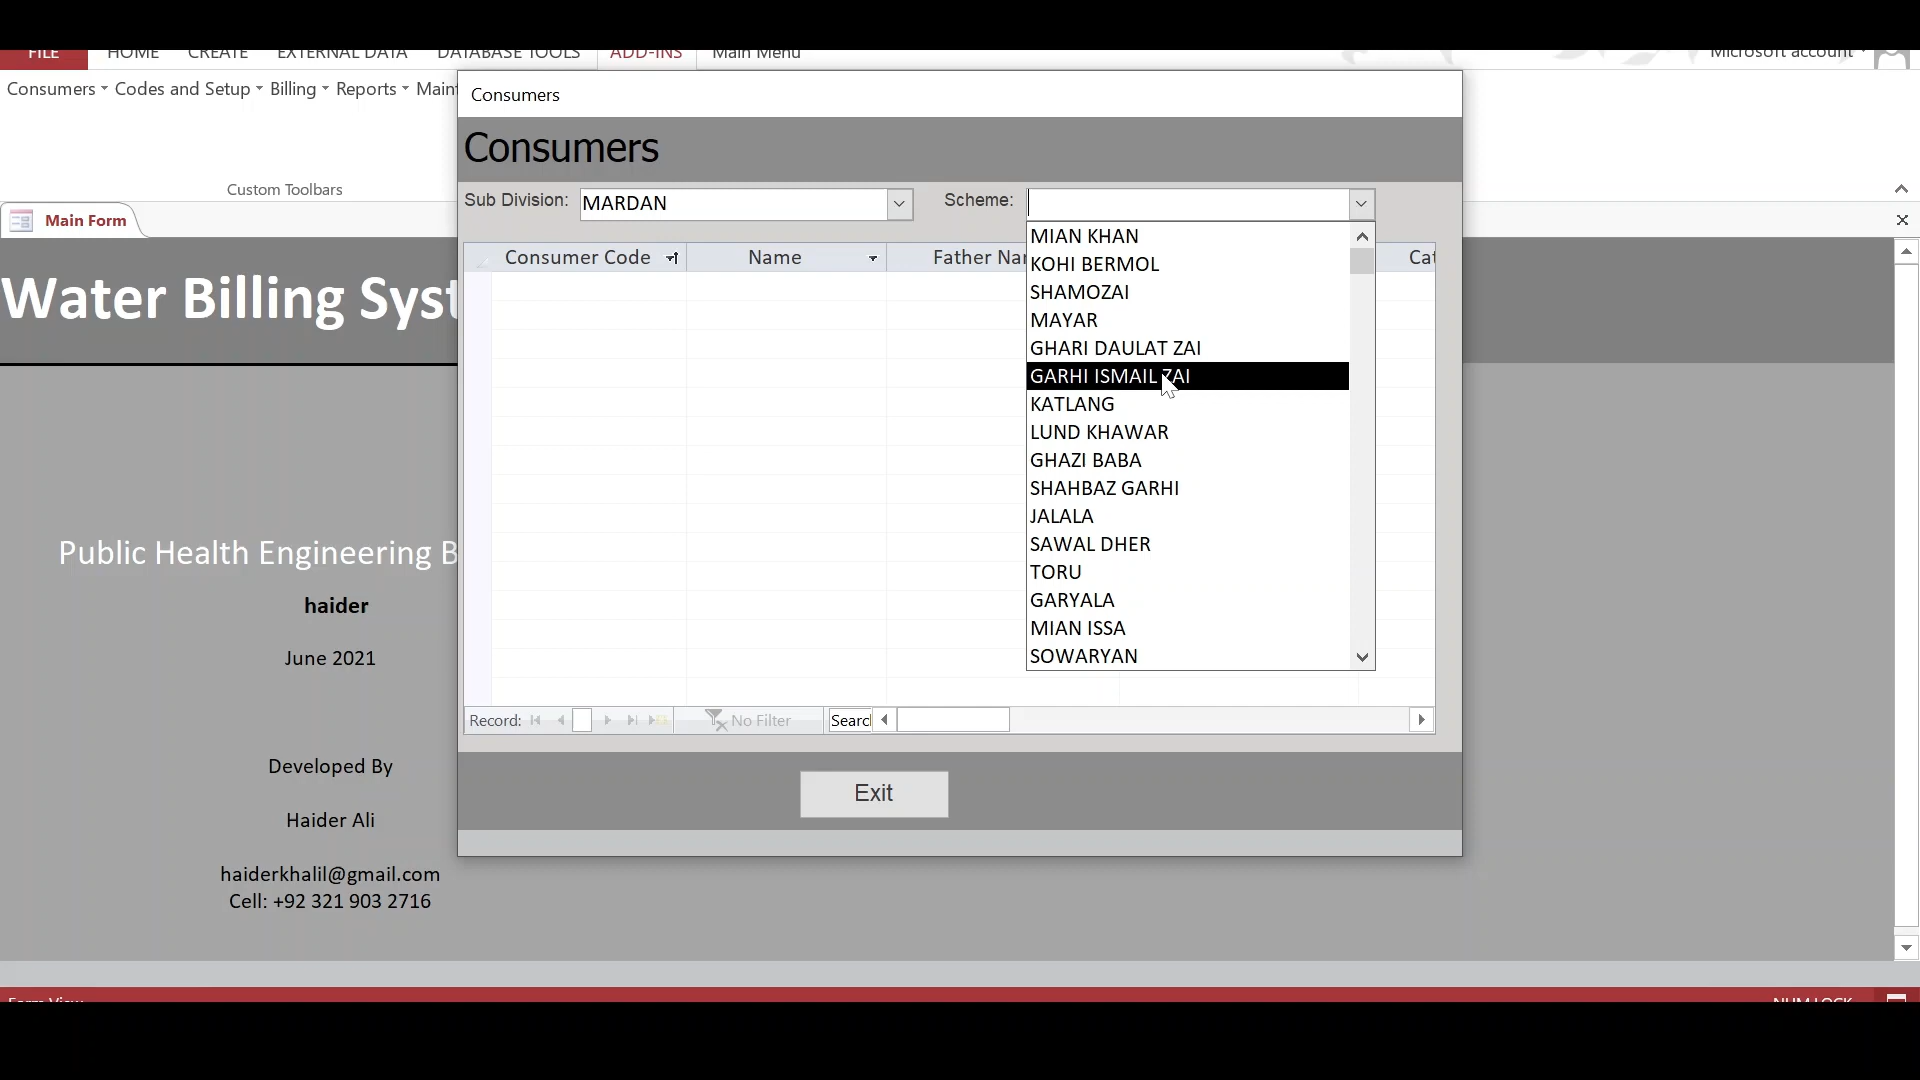 FILE HOME CREATE EXTERNAL DATA DATABASE TOOLS ADD-INS Main Menu Microsoft account
Consumers Codes and Setup Billing Reports
Custom Toolbars
Main Form
Water Billing
Public Health Engineering
haider
June 2021
Developed By
Haider Ali
haiderkhalil@gmail.com
Cell: +92 321 903 2716
Consumers
Consumers
Sub Division: MARDAN Scheme:
Consumer Code Name Father
MIAN KHAN
KOHI BERMOL
SHAMOZAI
MAYAR
GHARI DAULAT ZAI
GARHI ISMAIL ZAI
KATLANG
LUND KHAWAR
GHAZI BABA
SHAHBAZ GARHI
JALALA
SAWAL DHER
TORU
GARYALA
MIAN ISSA
SOWARYAN
Record: No Filter Searc
Exit
Form View NUM LOCK